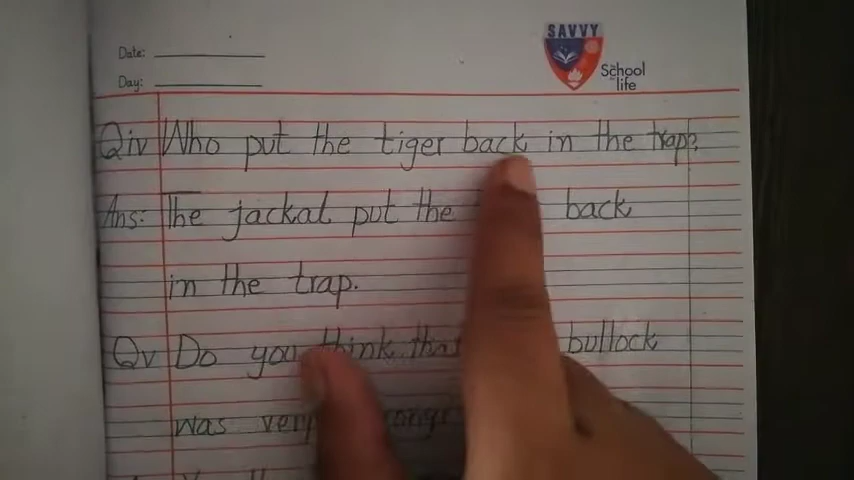 Date:
Day:
SAVVY
School
life
Qiv Who put the tiger back in the trap?
Ans: The jackal put the back
in the trap.
Qv Do you think bullock
was